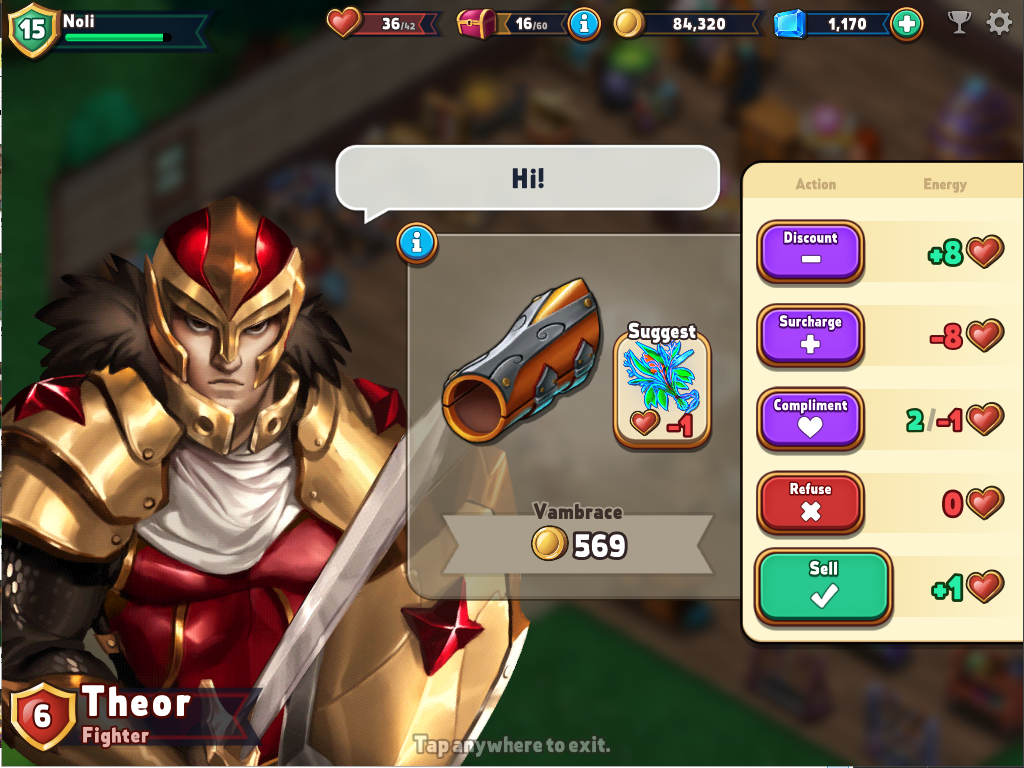 15
Noli
36/42
16/60
i
84,320
1,170
Hi!
i
Suggest
-1
Vambrace
569
Action Energy
Discount
+8
Surcharge
-8
Compliment
2/-1
Refuse
0
Sell
+1
6
Theor
Fighter
Tap anywhere to exit.